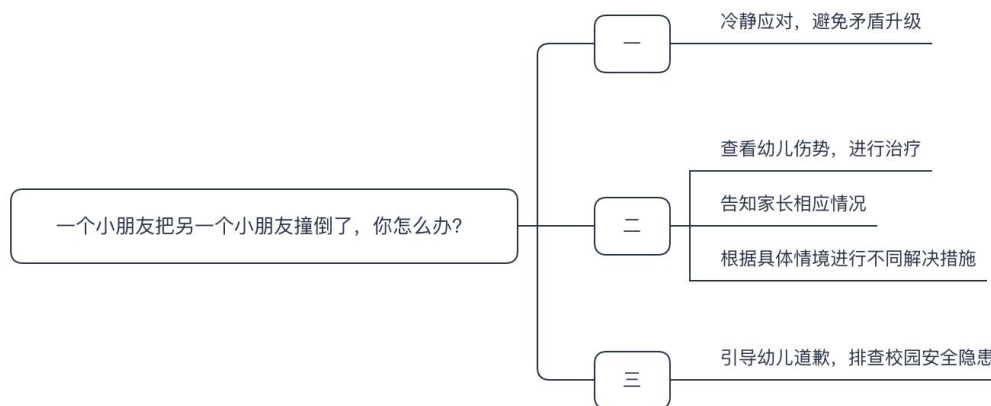 一个小朋友把另一个小朋友撞倒了，你怎么办？
一
冷静应对，避免矛盾升级
二
查看幼儿伤势，进行治疗
告知家长相应情况
根据具体情境进行不同解决措施
三
引导幼儿道歉，排查校园安全隐患